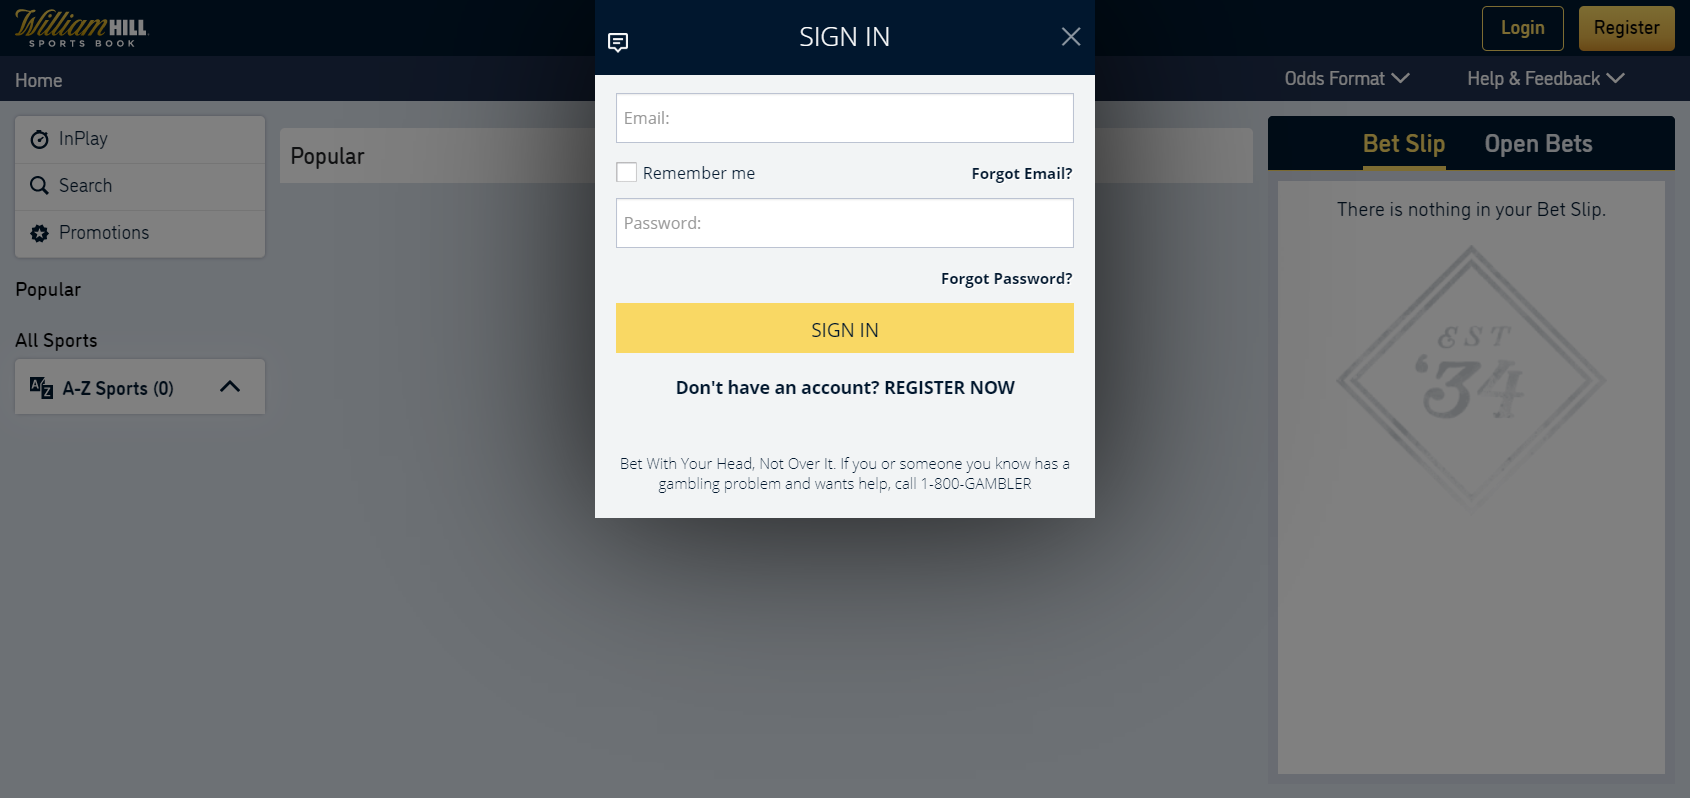 William HILL
SPORTS BOOK
Login
Register
Home
Odds Format
Help & Feedback
SIGN IN
Email:
Remember me
Forgot Email?
Password:
Forgot Password?
SIGN IN
Don't have an account? REGISTER NOW
Bet With Your Head, Not Over It. If you or someone you know has a
gambling problem and wants help, call 1-800-GAMBLER
InPlay
Search
Promotions
Popular
All Sports
A-Z Sports (0)
Popular
Bet Slip
Open Bets
There is nothing in your Bet Slip.
EST
‘34